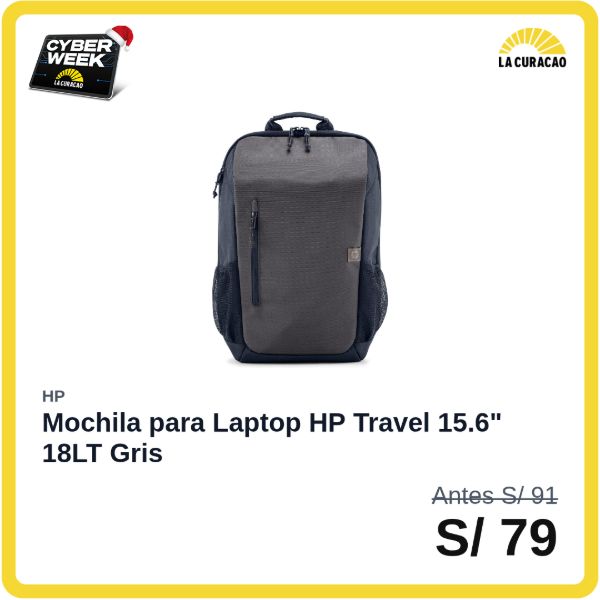 CYBER
WEEK
LA CURACAO
LA CURACAO
HP
Mochila para Laptop HP Travel 15.6"
18LT Gris
Antes S/ 91
S/ 79